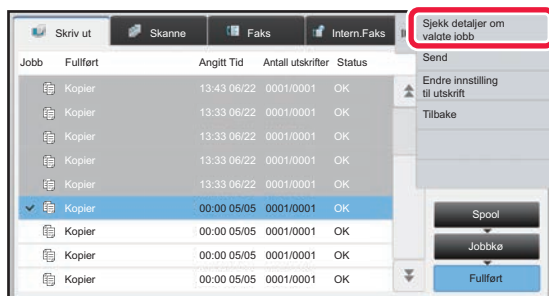 Skriv ut Skanne Faks Intern.Faks
Jobb Fullført Angitt Tid Antall utskrifter Status
Kopier 13:43 06/22 0001/0001 OK
Kopier 13:33 06/22 0001/0001 OK
Kopier 13:33 06/22 0001/0001 OK
Kopier 13:33 06/22 0001/0001 OK
Kopier 13:33 06/22 0001/0001 OK
Kopier 00:00 05/05 0001/0001 OK
Kopier 00:00 05/05 0001/0001 OK
Kopier 00:00 05/05 0001/0001 OK
Kopier 00:00 05/05 0001/0001 OK
Sjekk detaljer om
valgte jobb
Send
Endre innstilling
til utskrift
Tilbake
Spool
Jobbkø
Fullført